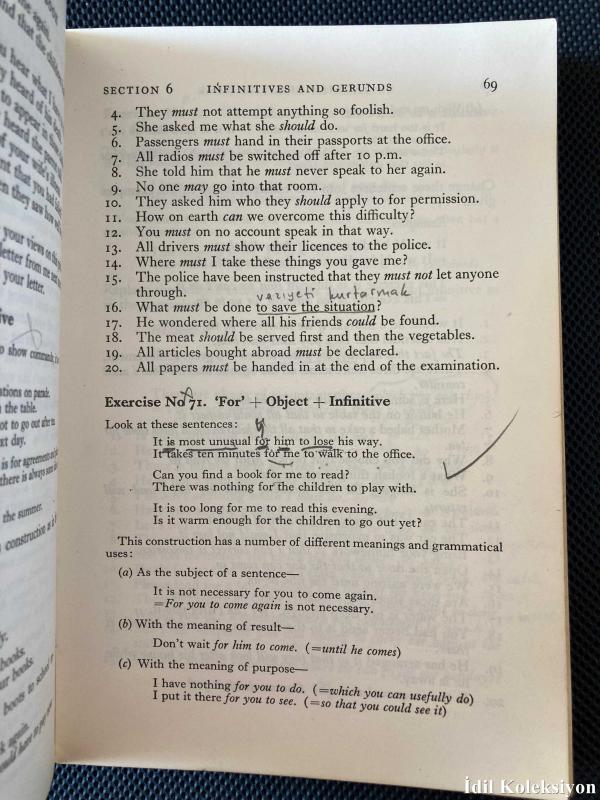 SECTION 6 INFINITIVES AND GERUNDS 69
4. They must not attempt anything so foolish.
5. She asked me what she should do.
6. Passengers must hand in their passports at the office.
7. All radios must be switched off after 10 p.m.
8. She told him that he must never speak to her again.
9. No one may go into that room.
10. They asked him who they should apply to for permission.
11. How on earth can we overcome this difficulty?
12. You must on no account speak in that way.
13. All drivers must show their licences to the police.
14. Where must I take these things you gave me?
15. The police have been instructed that they must not let anyone
through.
vaziyeti kurtarmak
16. What must be done to save the situation?
17. He wondered where all his friends could be found.
18. The meat should be served first and then the vegetables.
19. All articles bought abroad must be declared.
20. All papers must be handed in at the end of the examination.
Exercise No 71. 'For' + Object + Infinitive
Look at these sentences:
It is most unusual for him to lose his way.
It takes ten minutes for me to walk to the office.
Can you find a book for me to read?
There was nothing for the children to play with.
It is too long for me to read this evening.
Is it warm enough for the children to go out yet?
This construction has a number of different meanings and grammatical
uses:
(a) As the subject of a sentence—
It is not necessary for you to come again.
=For you to come again is not necessary.
(b) With the meaning of result—
Don't wait for him to come. (=until he comes)
(c) With the meaning of purpose—
I have nothing for you to do. (=which you can usefully do)
I put it there for you to see. (=so that you could see it)
İdil Koleksiyon